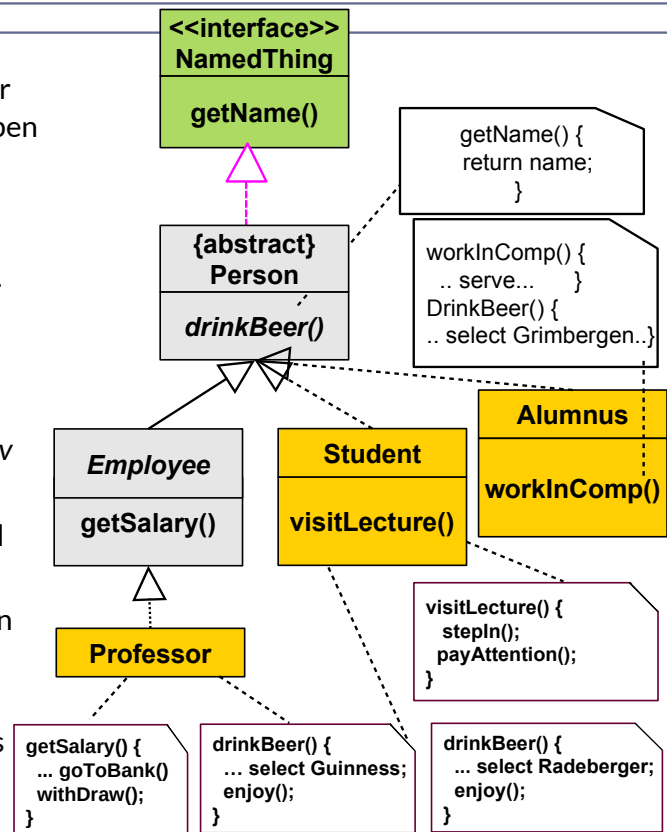 <<interface>>
NamedThing
getName()
getName() {
return name;
}
{abstract}
Person
drinkBeer()
workInComp() {
.. serve... }
DrinkBeer() {
.. select Grimbergen..}
Employee
getSalary()
Student
visitLecture()
Alumnus
workInComp()
Professor
visitLecture() {
stepIn();
payAttention();
}
getSalary() {
... goToBank()
withDraw();
}
drinkBeer() {
... select Guinness;
enjoy();
}
drinkBeer() {
... select Radeberger;
enjoy();
}